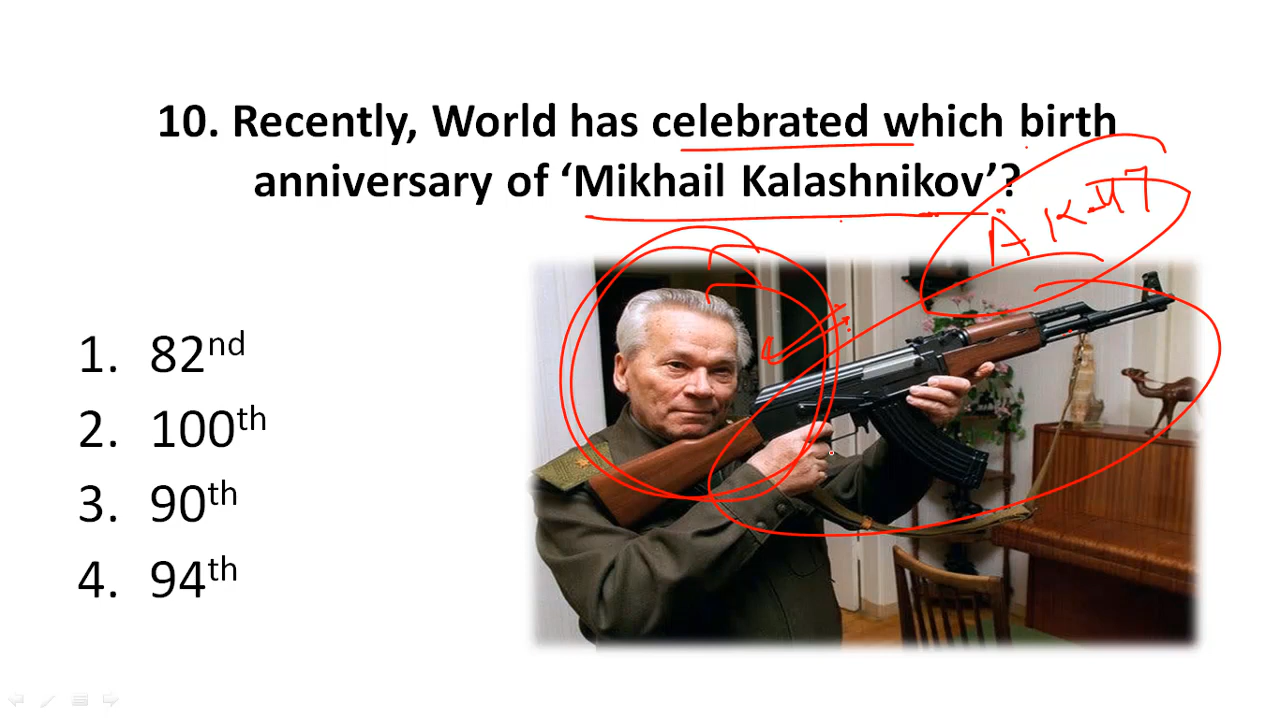 10. Recently, World has celebrated which birth
anniversary of ‘Mikhail Kalashnikov’?
AK-47
1. 82nd
2. 100th
3. 90th
4. 94th